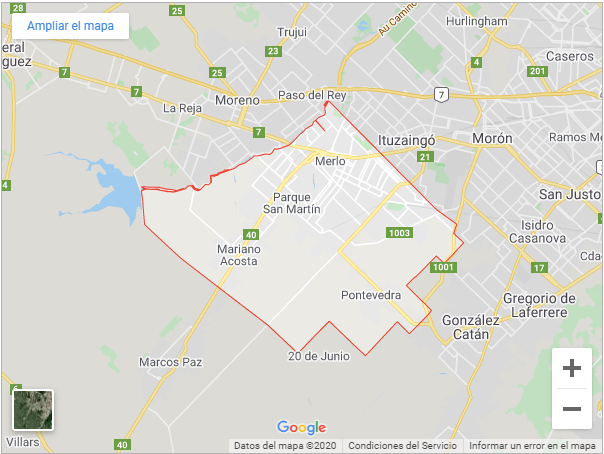 Ampliar el mapa
Trujui
Au Camino
Hurlingham
eral
guez
7
23
25
4
201
Caseros
7
25
7
Moreno
Paso del Rey
7
La Reja
7
Ituzaingó
Morón
Ramos Me
Merlo
21
4
San Justo
Parque
San Martín
40
1003
Isidro
Casanova
Mariano
Acosta
Cda
1001
17
Pontevedra
Gregorio de
Laferrere
González
Catán
20 de Junio
Marcos Paz
Villars
40
Google
Datos del mapa ©2020
Condiciones del Servicio
Informar un error en el mapa